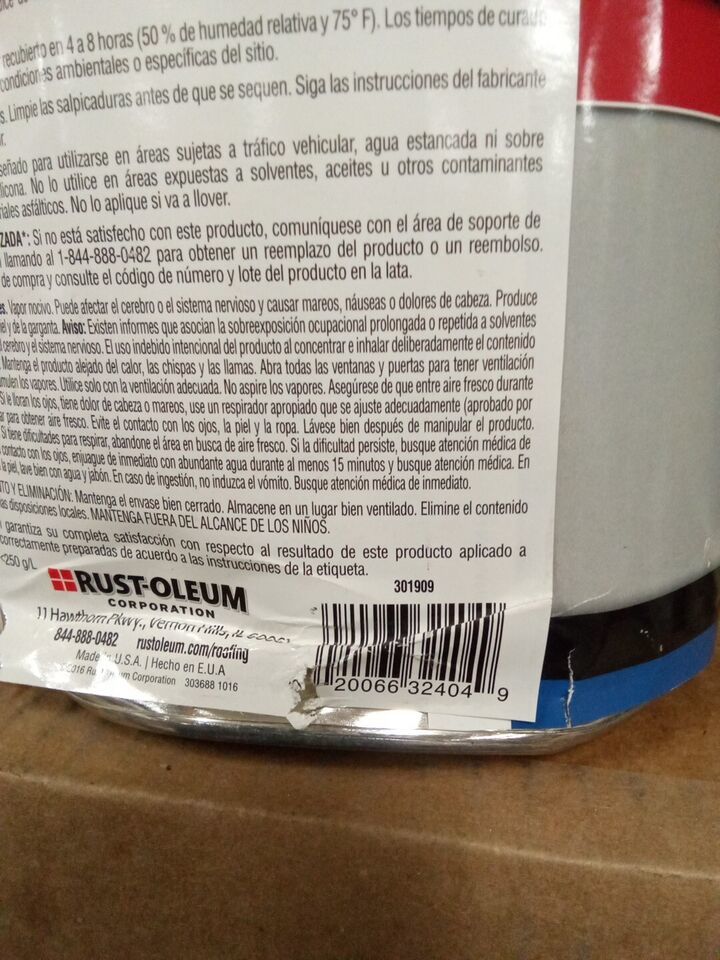 recubierto en 4 a 8 horas (50 % de humedad relativa y 75° F). Los tiempos de curado
condiciones ambientales o específicas del sitio.
s. Limpie las salpicaduras antes de que se sequen. Siga las instrucciones del fabricante
r.
señado para utilizarse en áreas sujetas a tráfico vehicular, agua estancada ni sobre
licona. No lo utilice en áreas expuestas a solventes, aceites u otros contaminantes
riales asfálticos. No lo aplique si va a llover.
ZADA*: Si no está satisfecho con este producto, comuníquese con el área de soporte de
llamando al 1-844-888-0482 para obtener un reemplazo del producto o un reembolso.
de compra y consulte el código de número y lote del producto en la lata.
es. Vapor nocivo. Puede afectar el cerebro o el sistema nervioso y causar mareos, náuseas o dolores de cabeza. Produce
iel y de la garganta. Aviso: Existen informes que asocian la sobreexposición ocupacional prolongada o repetida a solventes
l cerebro y el sistema nervioso. El uso indebido intencional del producto al concentrar e inhalar deliberadamente el contenido
Mantenga el producto alejado del calor, las chispas y las llamas. Abra todas las ventanas y puertas para tener ventilación
mulen los vapores. Utilice solo con la ventilación adecuada. No aspire los vapores. Asegúrese de que entre aire fresco durante
Si le lloran los ojos, tiene dolor de cabeza o mareos, use un respirador apropiado que se ajuste adecuadamente (aprobado por
ar para obtener aire fresco. Evite el contacto con los ojos, la piel y la ropa. Lávese bien después de manipular el producto.
Si tiene dificultades para respirar, abandone el área en busca de aire fresco. Si la dificultad persiste, busque atención médica de
contacto con los ojos, enjuague de inmediato con abundante agua durante al menos 15 minutos y busque atención médica. En
la piel, lave bien con agua y jabón. En caso de ingestión, no induzca el vómito. Busque atención médica de inmediato.
NTO Y ELIMINACIÓN: Mantenga el envase bien cerrado. Almacene en un lugar bien ventilado. Elimine el contenido
as disposiciones locales. MANTENGA FUERA DEL ALCANCE DE LOS NIÑOS.
garantiza su completa satisfacción con respecto al resultado de este producto aplicado a
correctamente preparadas de acuerdo a las instrucciones de la etiqueta.
<250 g/L
RUST-OLEUM
CORPORATION
301909
11 Hawthorn Pkwy., Vernon Hills, IL
844-888-0482 rustoleum.com/roofing
Made in U.S.A. | Hecho en E.U.A
2016 Rust-Oleum Corporation 303688 1016
20066 32404 9